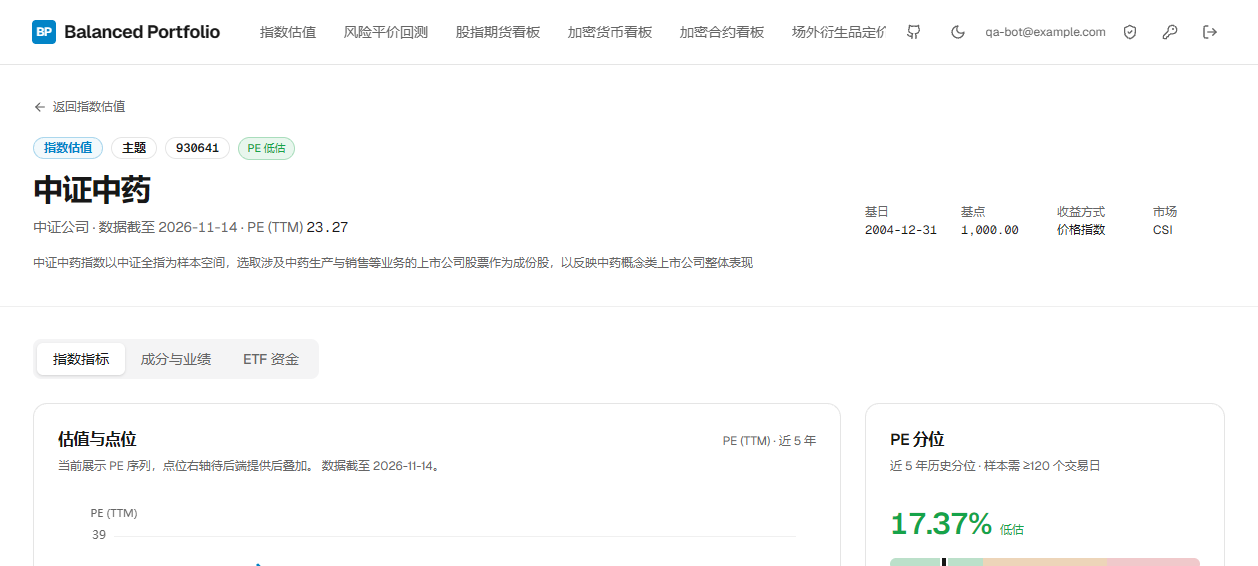 BP Balanced Portfolio 指数估值 风险平价回测 股指期货看板 加密货币看板 加密合约看板 场外衍生品定价 qa-bot@example.com
← 返回指数估值
指数估值 主题 930641 PE 低估
中证中药
中证公司 · 数据截至 2026-11-14 · PE (TTM) 23.27
基日 基点 收益方式 市场
2004-12-31 1,000.00 价格指数 CSI
中证中药指数以中证全指为样本空间，选取涉及中药生产与销售等业务的上市公司股票作为成份股，以反映中药概念类上市公司整体表现
指数指标 成分与业绩 ETF 资金
估值与点位 PE (TTM) · 近 5 年
当前展示 PE 序列，点位右轴待后端提供后叠加。 数据截至 2026-11-14。
PE (TTM)
39
PE 分位
近 5 年历史分位 · 样本需 ≥120 个交易日
17.37% 低估